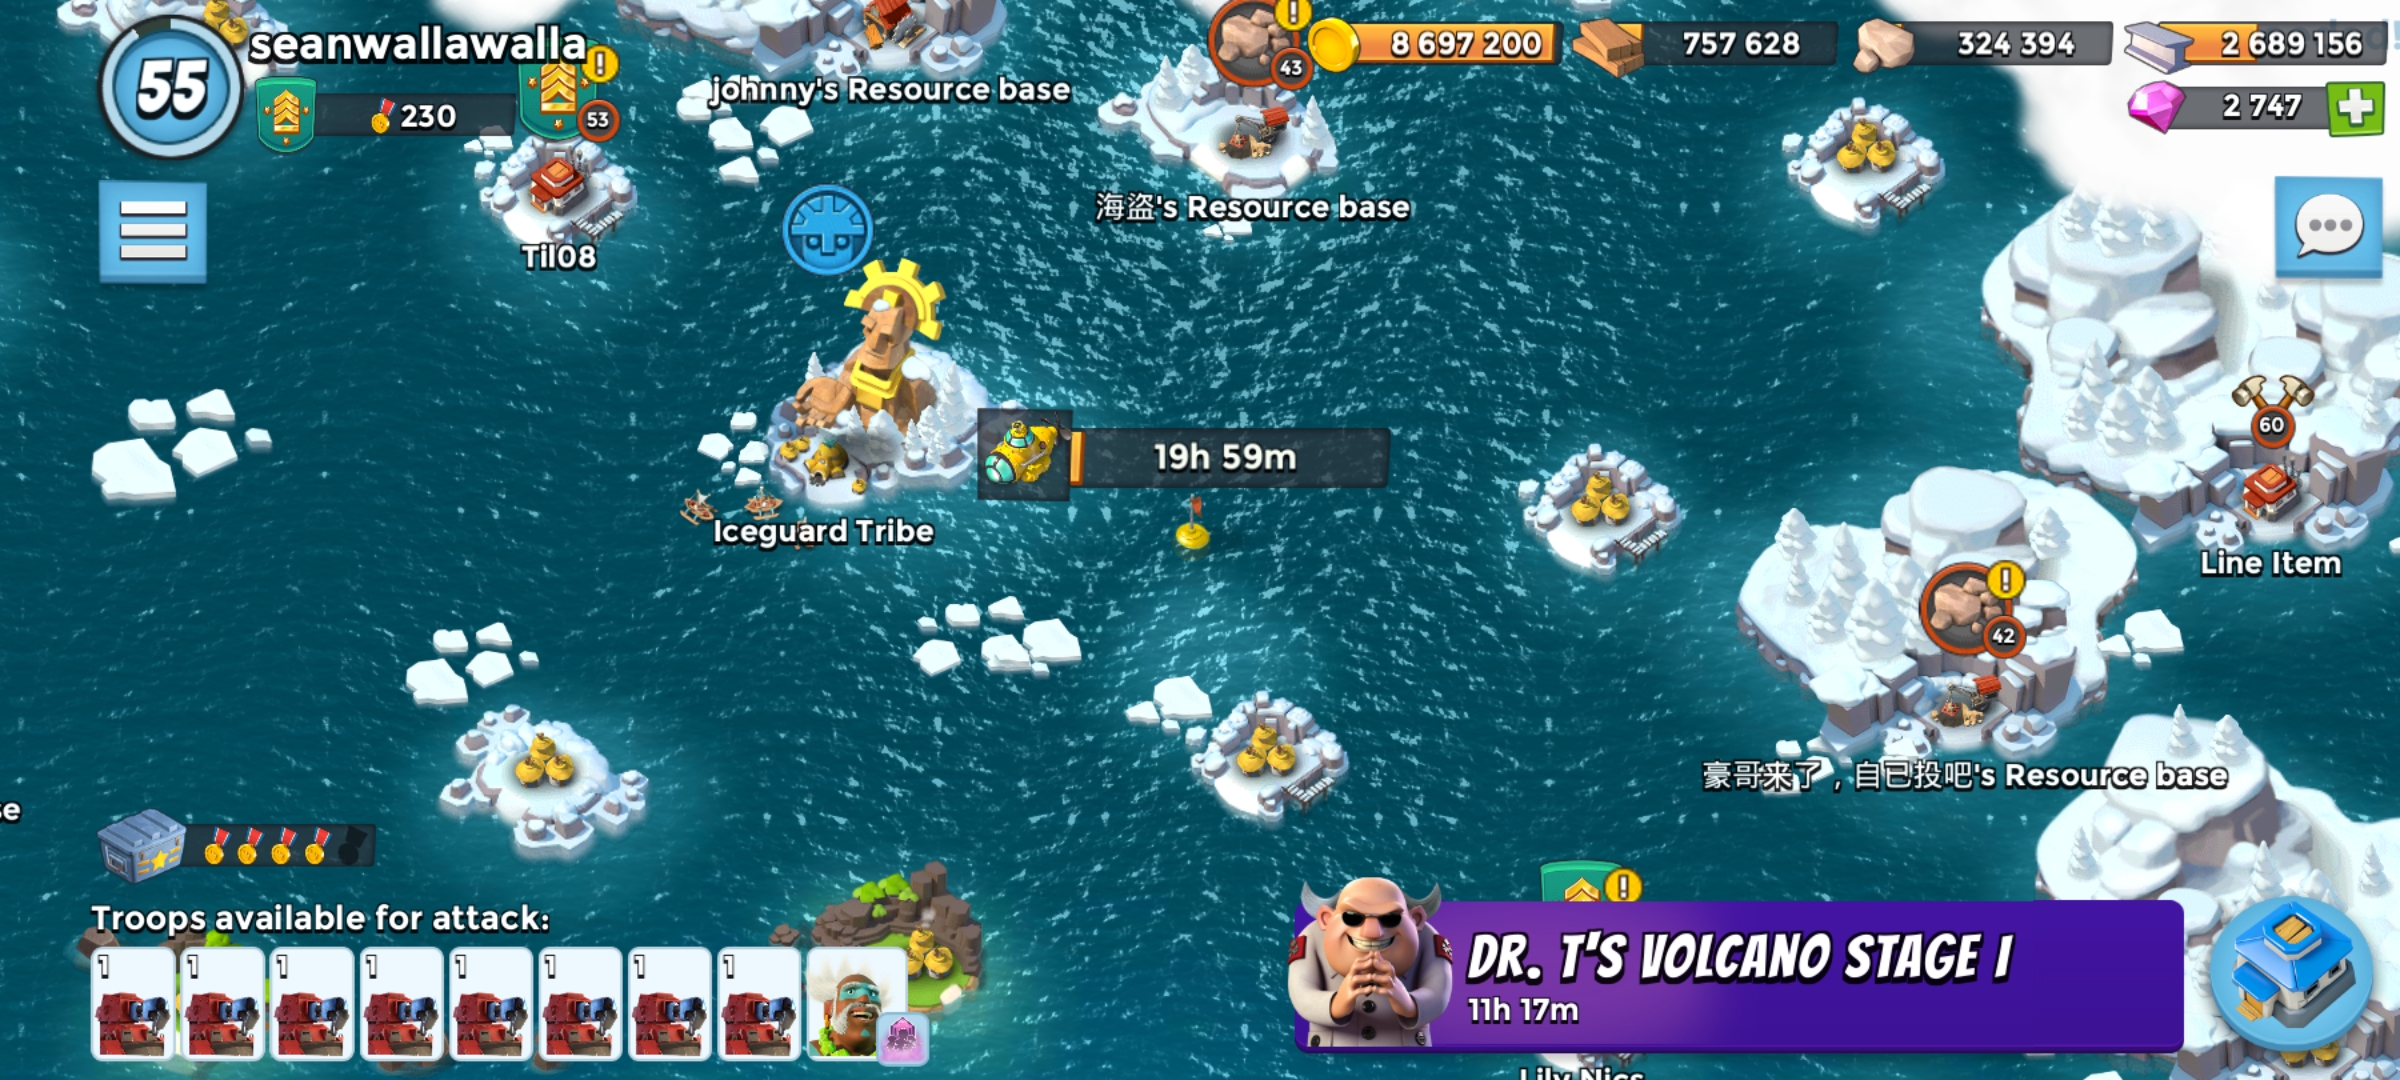 55
seanwallawalla
230
53
johnny's Resource base
43
8 697 200
757 628
324 394
2 689 156
2 747
海盗's Resource base
Til08
19h 59m
Iceguard Tribe
60
Line Item
42
豪哥来了，自已投吧's Resource base
se
Troops available for attack:
1
1
1
1
1
1
1
1
DR. T'S VOLCANO STAGE I
11h 17m
Lily Nics